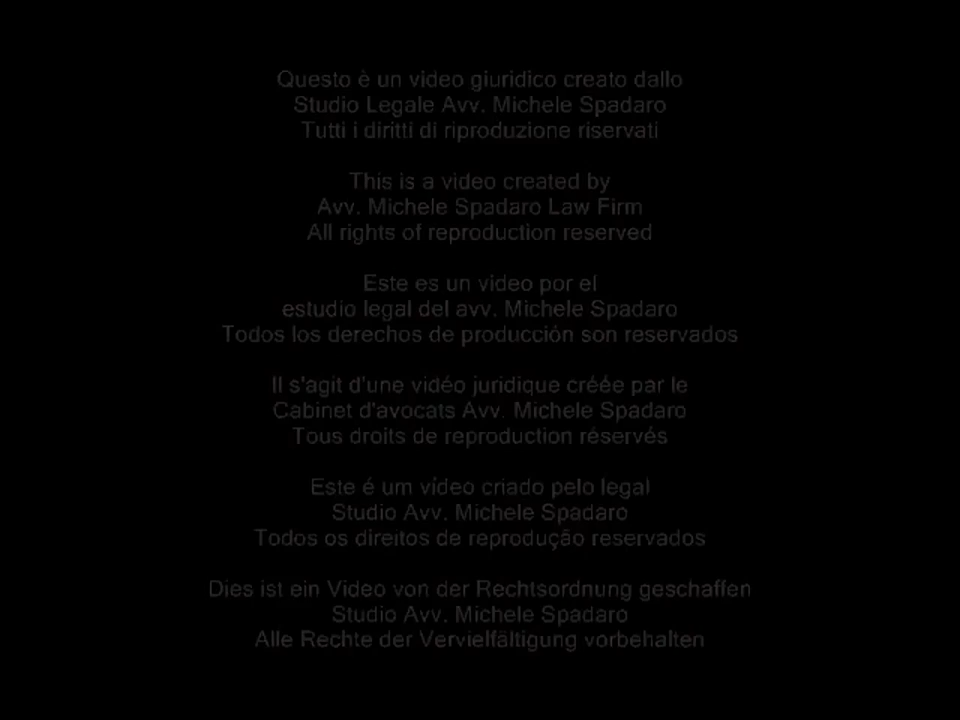 Questo è un video giuridico creato dallo
Studio Legale Avv. Michele Spadaro
Tutti i diritti di riproduzione riservati
This is a video created by
Avv. Michele Spadaro Law Firm
All rights of reproduction reserved
Este es un video por el
estudio legal del avv. Michele Spadaro
Todos los derechos de producción son reservados
Il s'agit d'une vidéo juridique créée par le
Cabinet d'avocats Avv. Michele Spadaro
Tous droits de reproduction réservés
Este é um vídeo criado pelo legal
Studio Avv. Michele Spadaro
Todos os direitos de reprodução reservados
Dies ist ein Video von der Rechtsordnung geschaffen
Studio Avv. Michele Spadaro
Alle Rechte der Vervielfältigung vorbehalten